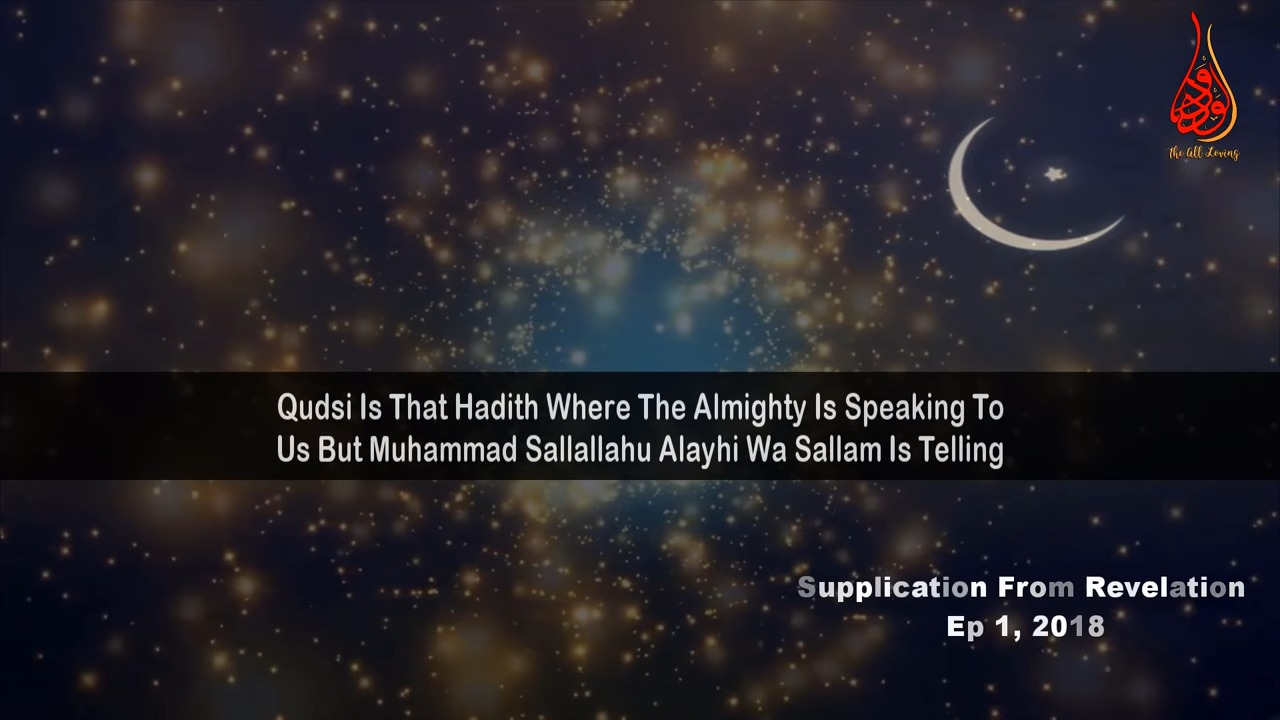 الودود
The All Loving
Qudsi Is That Hadith Where The Almighty Is Speaking To
Us But Muhammad Sallallahu Alayhi Wa Sallam Is Telling
Supplication From Revelation
Ep 1, 2018